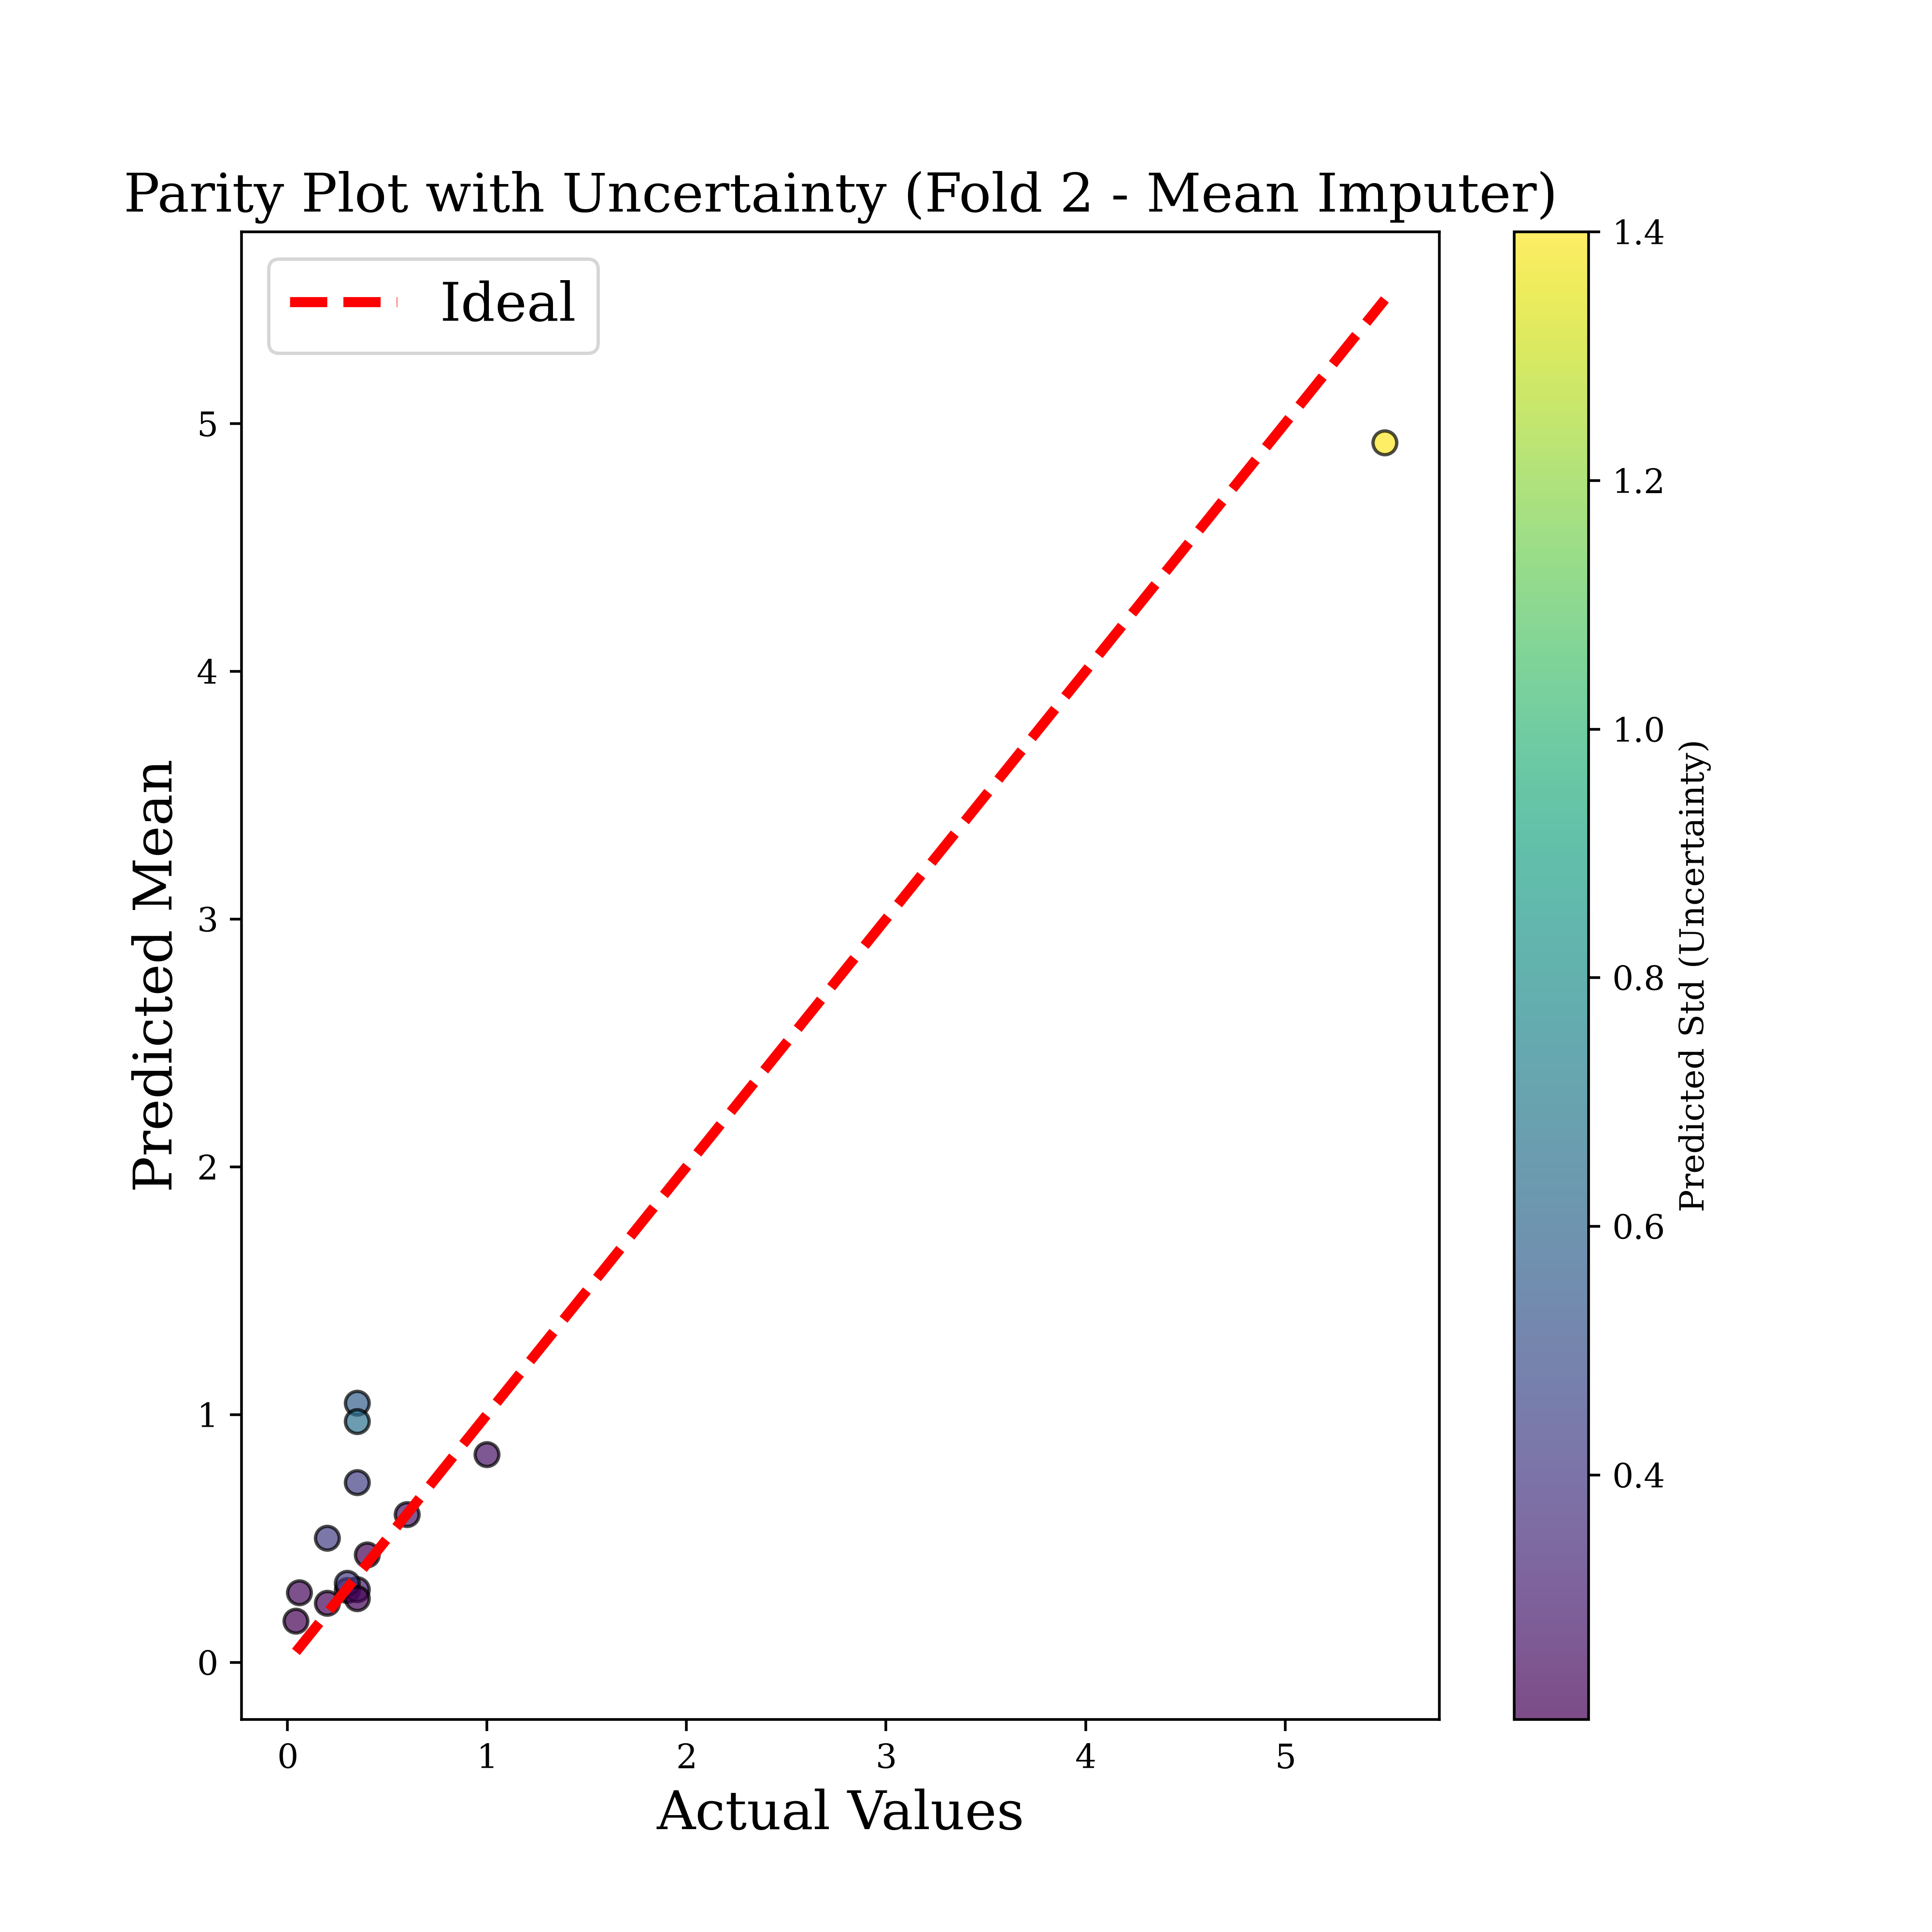 Parity Plot with Uncertainty (Fold 2 - Mean Imputer)
Ideal
Predicted Mean
5
4
3
2
1
0
0 1 2 3 4 5
Actual Values
1.4
1.2
1.0
0.8
0.6
0.4
Predicted Std (Uncertainty)